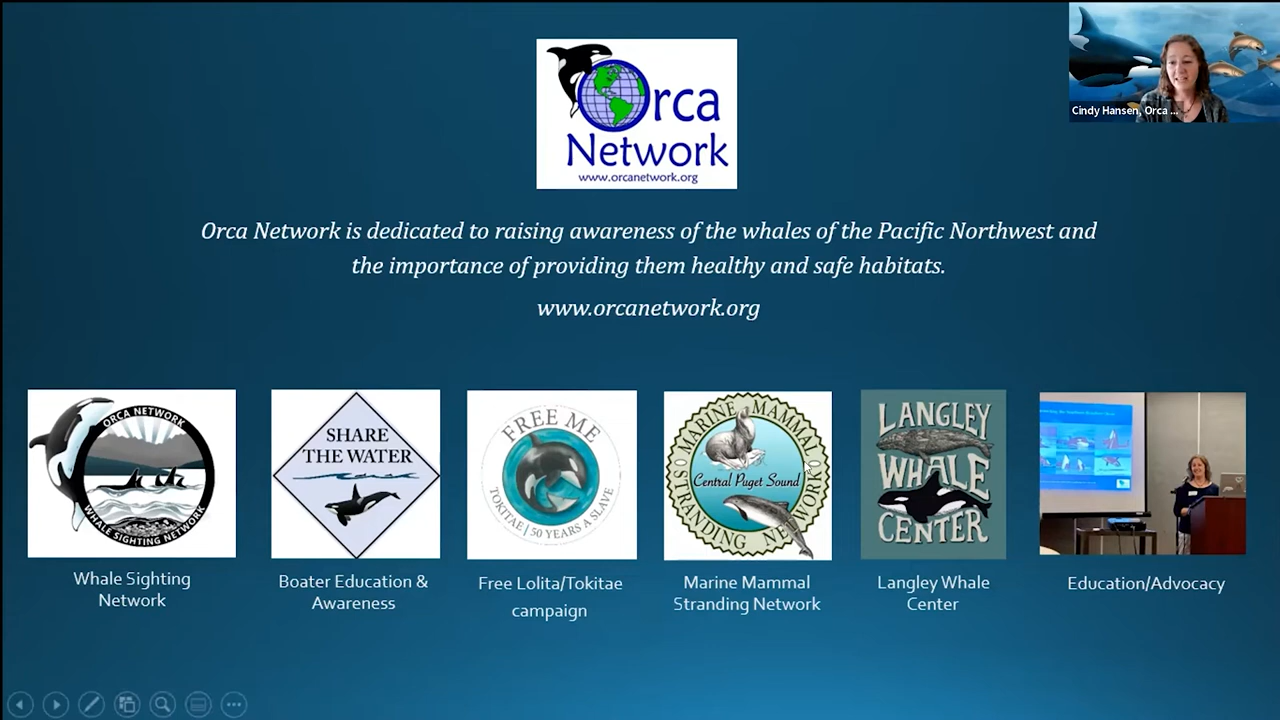 Cindy Hansen, Orca ...
Orca
Network
www.orcanetwork.org
Orca Network is dedicated to raising awareness of the whales of the Pacific Northwest and
the importance of providing them healthy and safe habitats.
www.orcanetwork.org
ORCA NETWORK
WHALE SIGHTING NETWORK
SHARE
THE WATER
FREE ME
TOKITAE | 50 YEARS A SLAVE
MARINE MAMMAL
Central Puget Sound
STRANDING NETWORK
LANGLEY
WHALE
CENTER
Whale Sighting
Network
Boater Education &
Awareness
Free Lolita/Tokitae
campaign
Marine Mammal
Stranding Network
Langley Whale
Center
Education/Advocacy